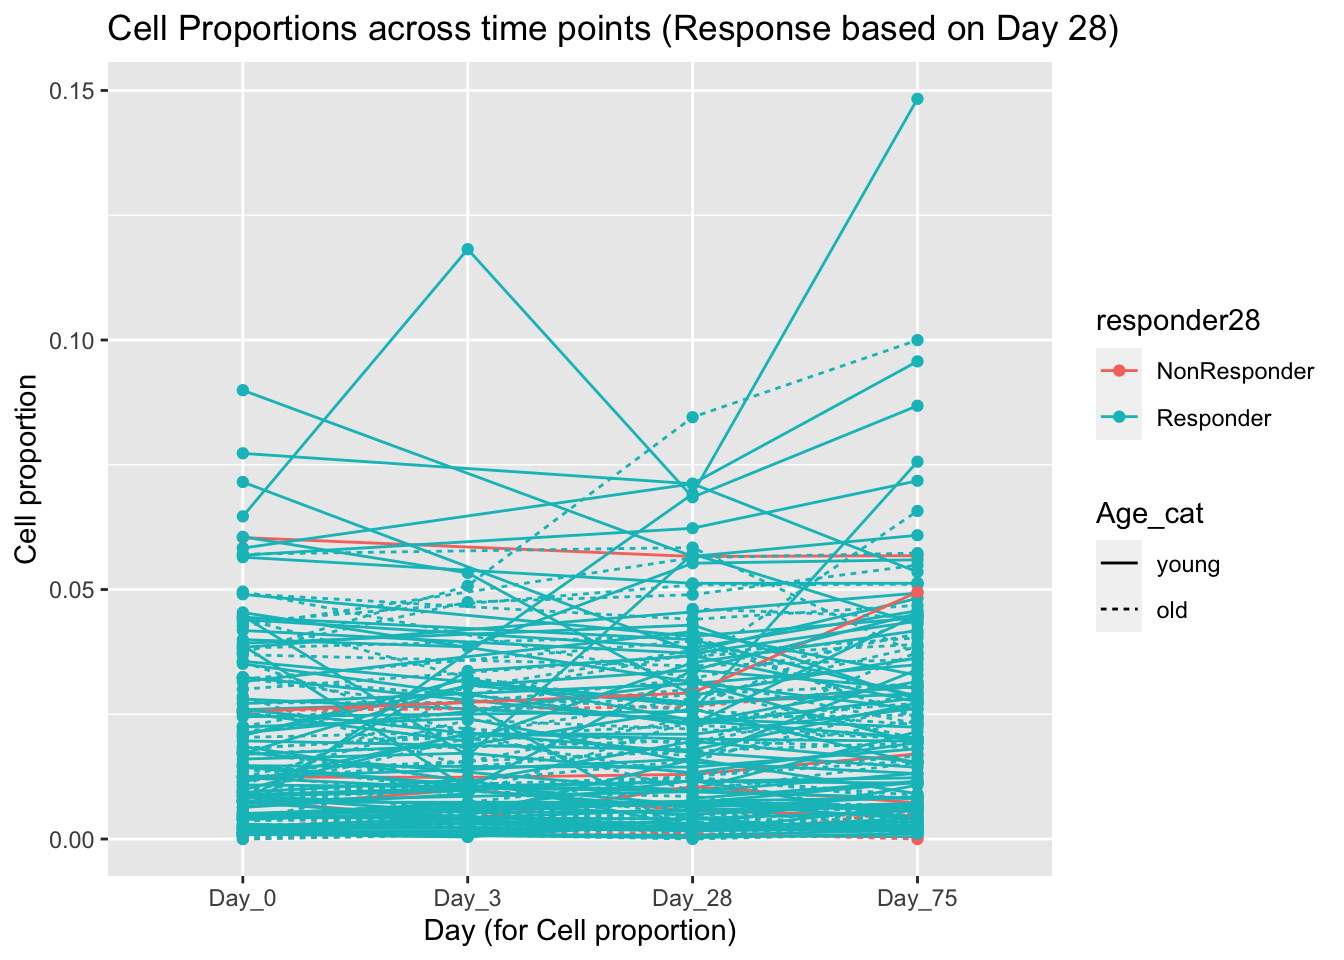 Cell Proportions across time points (Response based on Day 28)
0.15
0.10
0.05
0.00
Cell proportion
Day_0
Day_3
Day_28
Day_75
Day (for Cell proportion)
responder28
NonResponder
Responder
Age_cat
young
old